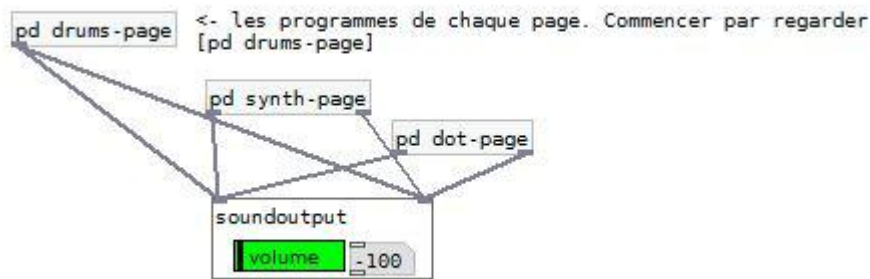 pd drums-page
<- les programmes de chaque page. Commencer par regarder
[pd drums-page]
pd synth-page
pd dot-page
soundoutput
volume
-100